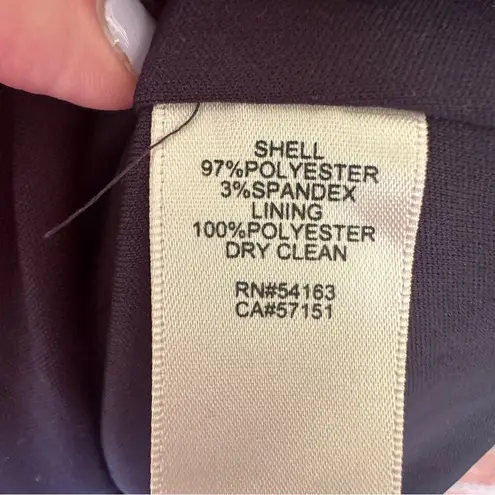 SHELL
97%POLYESTER
3%SPANDEX
LINING
100%POLYESTER
DRY CLEAN
RN#54163
CA#57151